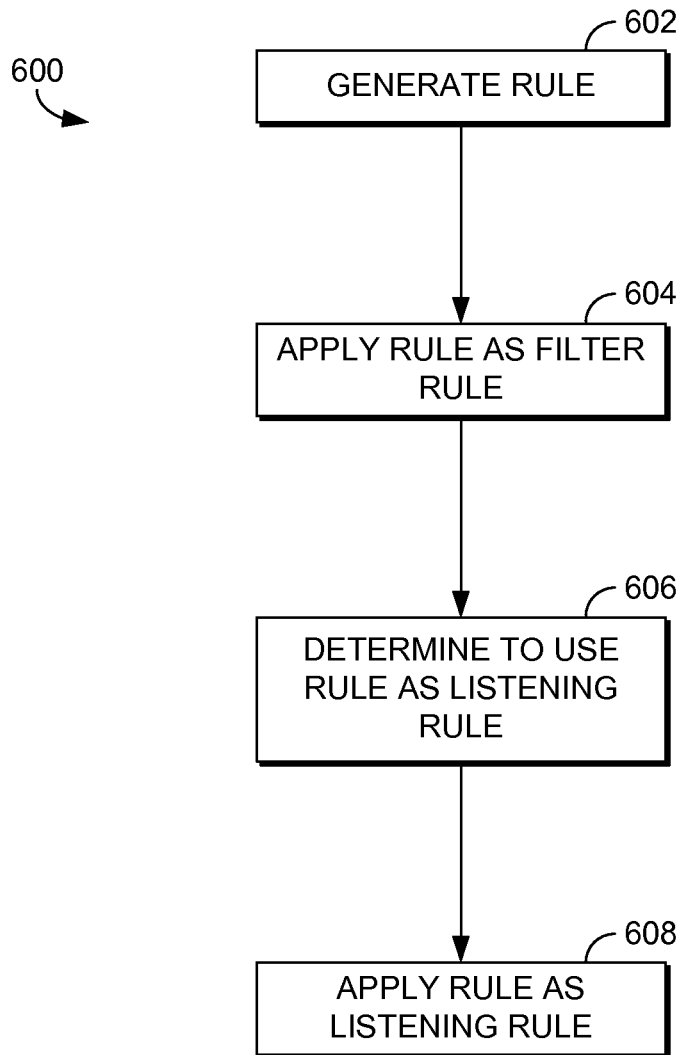 600
602
GENERATE RULE
604
APPLY RULE AS FILTER
RULE
606
DETERMINE TO USE
RULE AS LISTENING
RULE
608
APPLY RULE AS
LISTENING RULE